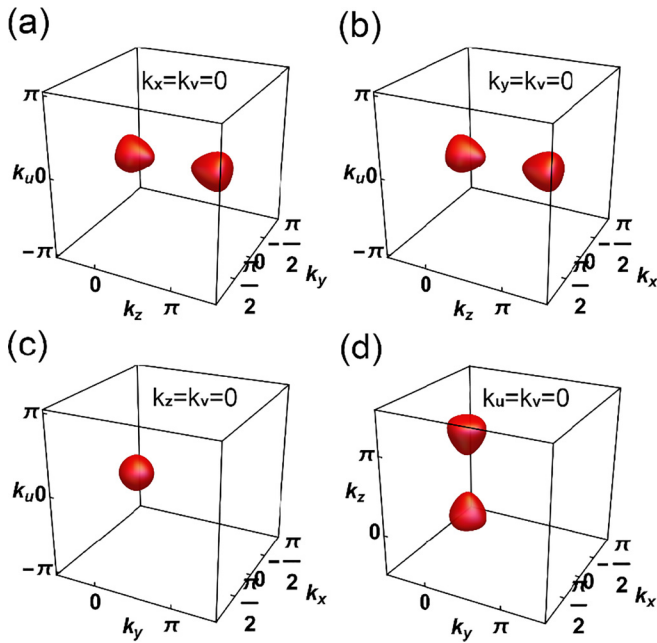 (a)
kx=kv=0
π
ku0
-π
0
kz
π
π/2
0
-π/2
ky
(b)
ky=kv=0
π
ku0
-π
0
kz
π
π/2
0
-π/2
kx
(c)
kz=kv=0
π
ku0
-π
0
ky
π
π/2
0
-π/2
kx
(d)
ku=kv=0
π
kz
0
0
ky
π
π/2
0
-π/2
kx